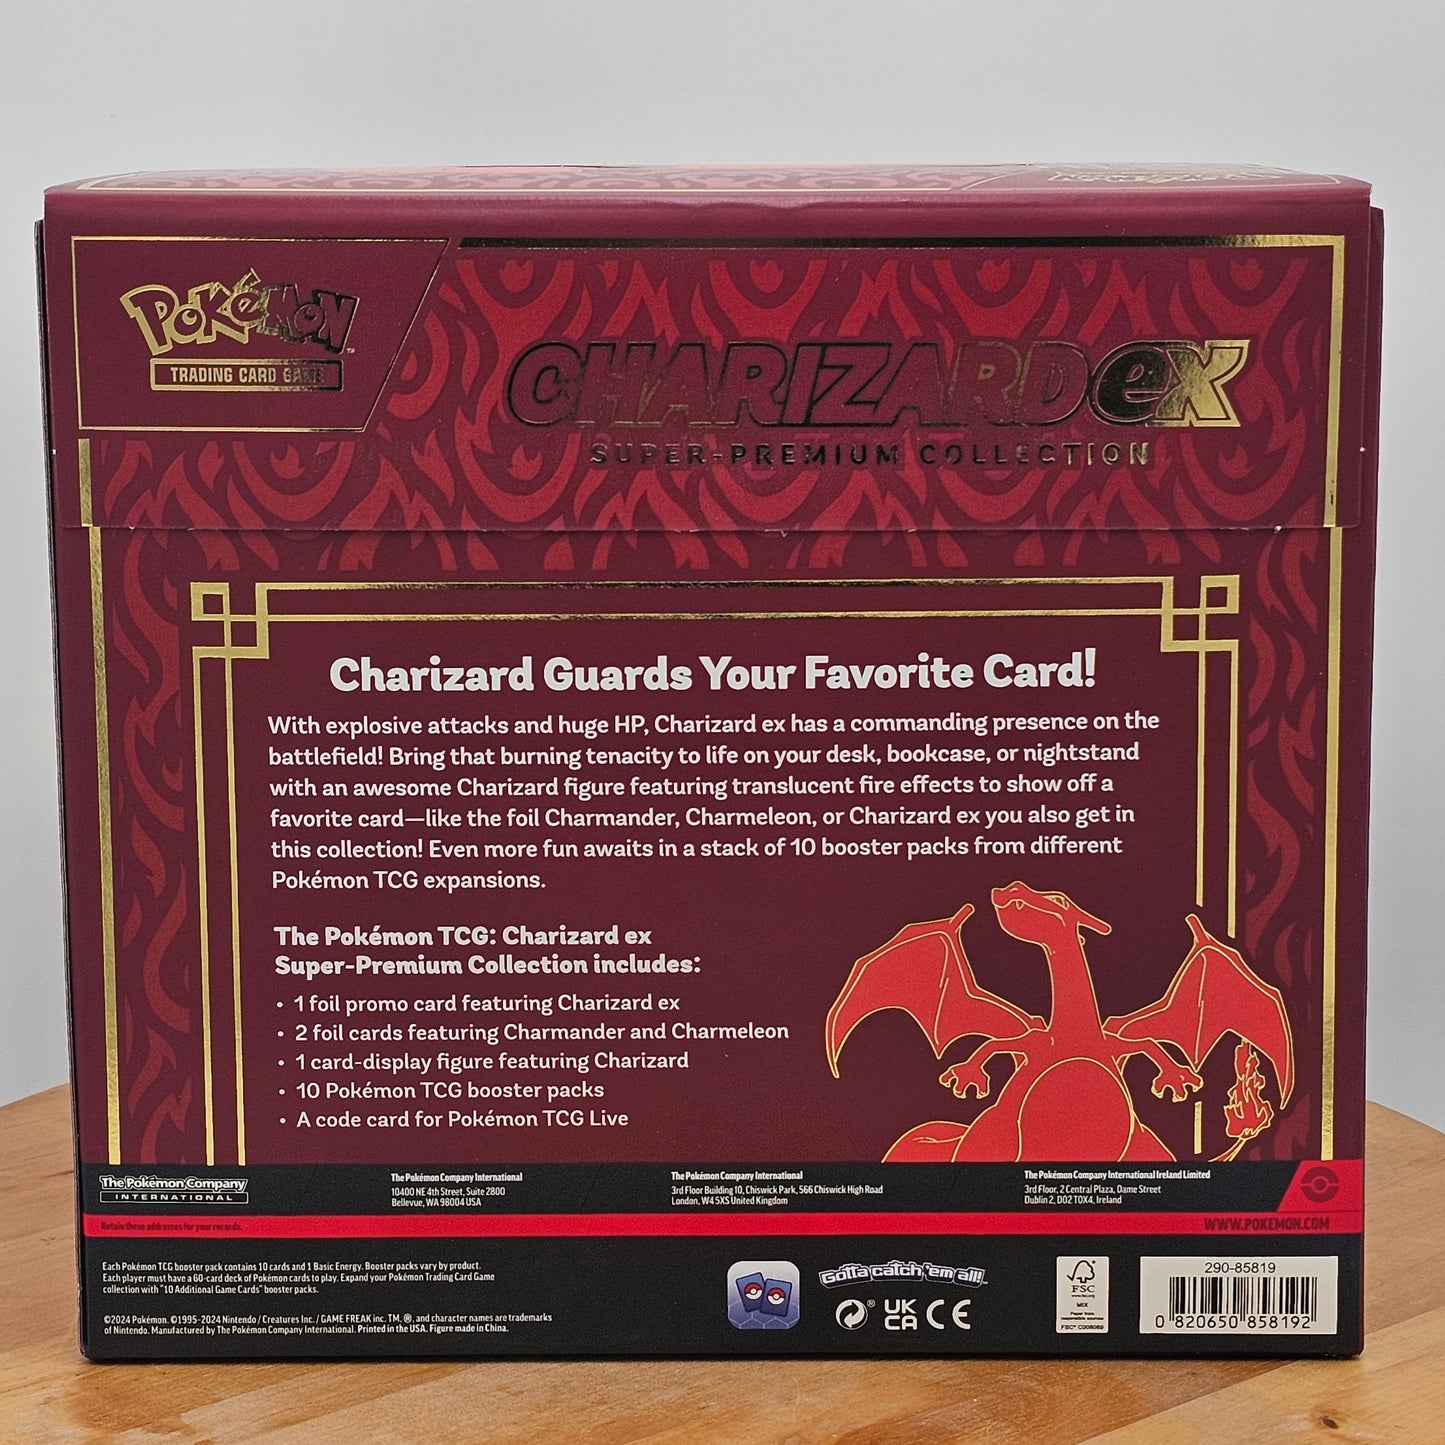 POKéMON
TRADING CARD GAME
CHARIZARD ex
SUPER-PREMIUM COLLECTION
Charizard Guards Your Favorite Card!
With explosive attacks and huge HP, Charizard ex has a commanding presence on the
battlefield! Bring that burning tenacity to life on your desk, bookcase, or nightstand
with an awesome Charizard figure featuring translucent fire effects to show off a
favorite card—like the foil Charmander, Charmeleon, or Charizard ex you also get in
this collection! Even more fun awaits in a stack of 10 booster packs from different
Pokémon TCG expansions.
The Pokémon TCG: Charizard ex
Super-Premium Collection includes:
• 1 foil promo card featuring Charizard ex
• 2 foil cards featuring Charmander and Charmeleon
• 1 card-display figure featuring Charizard
• 10 Pokémon TCG booster packs
• A code card for Pokémon TCG Live
The Pokémon Company
INTERNATIONAL
The Pokémon Company International
10400 NE 4th Street, Suite 2800
Bellevue, WA 98004 USA
The Pokémon Company International
3rd Floor Building 10, Chiswick Park, 566 Chiswick High Road
London, W4 5XS United Kingdom
The Pokémon Company International Ireland Limited
3rd Floor, 2 Central Plaza, Dame Street
Dublin 2, D02 T0X4, Ireland
Retain these addresses for your records.
WWW.POKEMON.COM
Each Pokémon TCG booster pack contains 10 cards and 1 Basic Energy. Booster packs vary by product.
Each player must have a 60-card deck of Pokémon cards to play. Expand your Pokémon Trading Card Game
collection with "10 Additional Game Cards" booster packs.
©2024 Pokémon. ©1995-2024 Nintendo / Creatures Inc. / GAME FREAK inc. TM, ®, and character names are trademarks
of Nintendo. Manufactured by The Pokémon Company International. Printed in the USA. Figure made in China.
Gotta catch 'em all!
UK
CA
CE
FSC
www.fsc.org
MIX
Paper from
responsible sources
FSC® C008069
290-85819
0 820650 858192